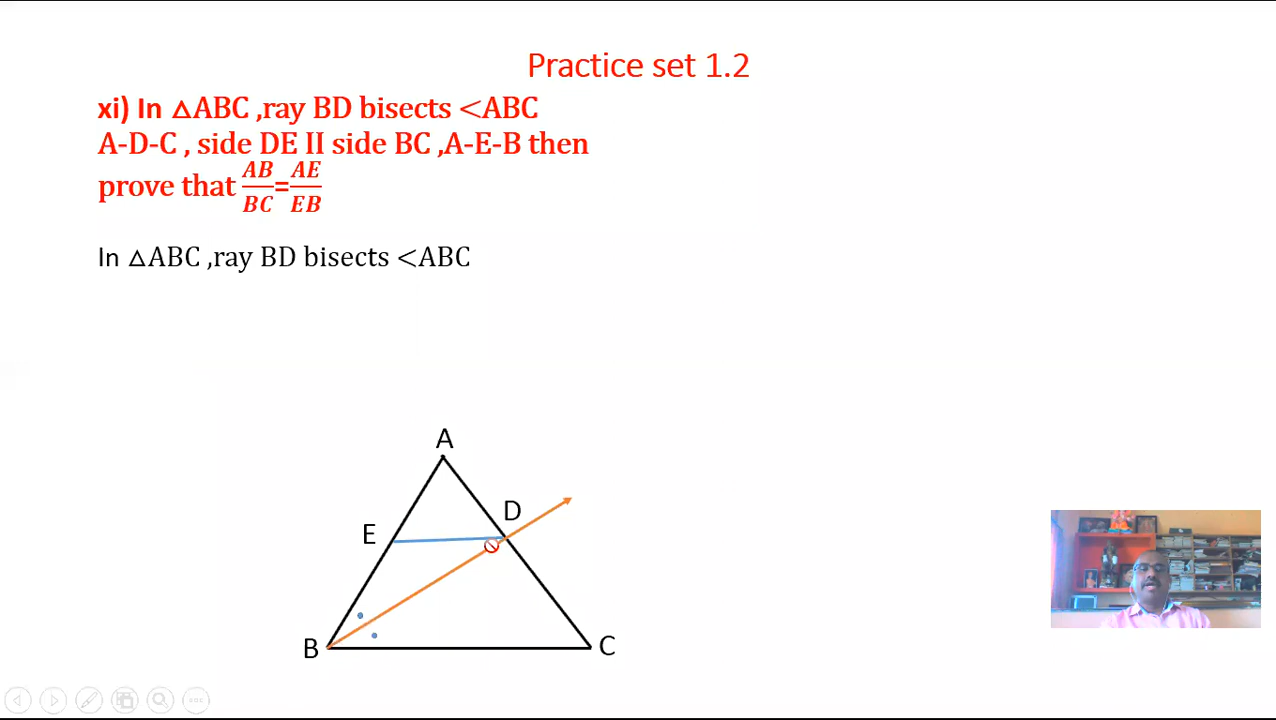 Practice set 1.2
xi) In △ABC ,ray BD bisects <ABC
A-D-C , side DE II side BC ,A-E-B then
prove that AB/BC=AE/EB
In △ABC ,ray BD bisects <ABC
A
D
E
B
C